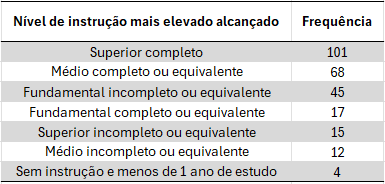 Nível de instrução mais elevado alcançado Frequência
Superior completo 101
Médio completo ou equivalente 68
Fundamental incompleto ou equivalente 45
Fundamental completo ou equivalente 17
Superior incompleto ou equivalente 15
Médio incompleto ou equivalente 12
Sem instrução e menos de 1 ano de estudo 4